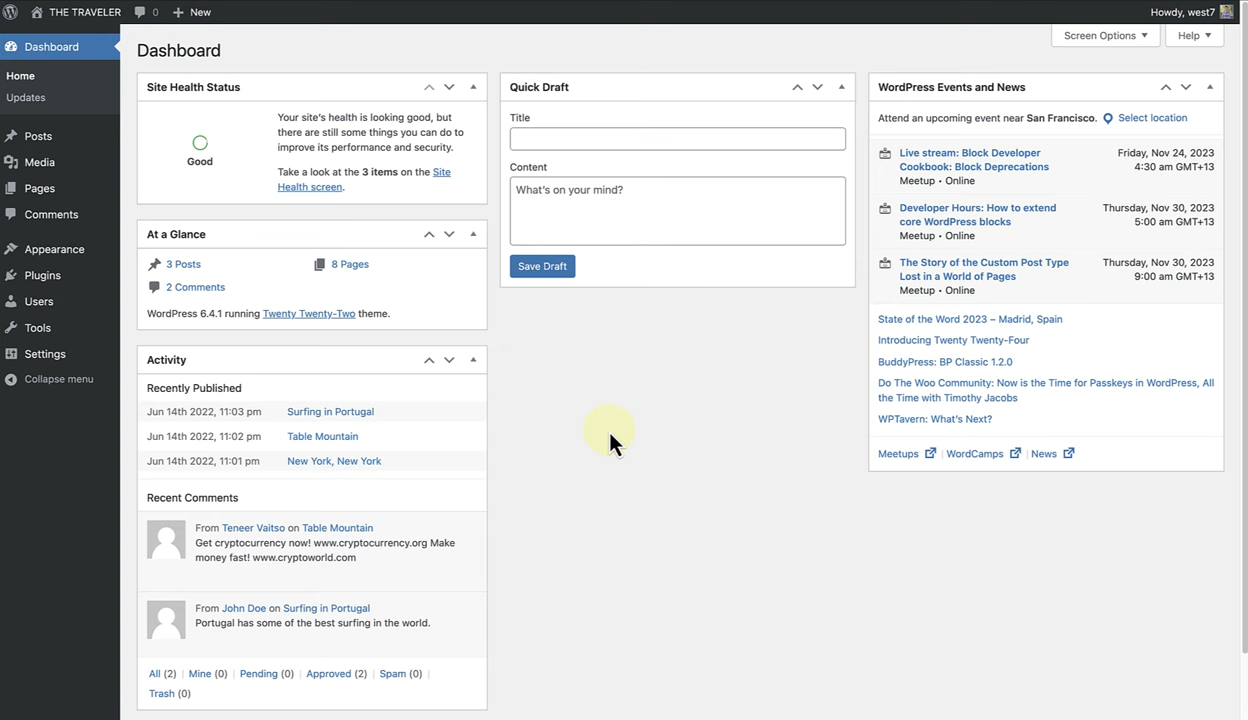 THE TRAVELER 0 New Howdy, west7
Dashboard
Home
Updates
Posts
Media
Pages
Comments
Appearance
Plugins
Users
Tools
Settings
Collapse menu
Dashboard
Screen Options Help
Site Health Status
Good
Your site's health is looking good, but
there are still some things you can do to
improve its performance and security.
Take a look at the 3 items on the Site
Health screen.
At a Glance
3 Posts 8 Pages
2 Comments
WordPress 6.4.1 running Twenty Twenty-Two theme.
Activity
Recently Published
Jun 14th 2022, 11:03 pm Surfing in Portugal
Jun 14th 2022, 11:02 pm Table Mountain
Jun 14th 2022, 11:01 pm New York, New York
Recent Comments
From Teneer Vaitso on Table Mountain
Get cryptocurrency now! www.cryptocurrency.org Make
money fast! www.cryptoworld.com
From John Doe on Surfing in Portugal
Portugal has some of the best surfing in the world.
All (2) | Mine (0) | Pending (0) | Approved (2) | Spam (0) |
Trash (0)
Quick Draft
Title
Content
What's on your mind?
Save Draft
WordPress Events and News
Attend an upcoming event near San Francisco. Select location
Live stream: Block Developer Friday, Nov 24, 2023
Cookbook: Block Deprecations 4:30 am GMT+13
Meetup • Online
Developer Hours: How to extend Thursday, Nov 30, 2023
core WordPress blocks 5:00 am GMT+13
Meetup • Online
The Story of the Custom Post Type Thursday, Nov 30, 2023
Lost in a World of Pages 9:00 am GMT+13
Meetup • Online
State of the Word 2023 – Madrid, Spain
Introducing Twenty Twenty-Four
BuddyPress: BP Classic 1.2.0
Do The Woo Community: Now is the Time for Passkeys in WordPress, All
the Time with Timothy Jacobs
WPTavern: What's Next?
Meetups | WordCamps | News